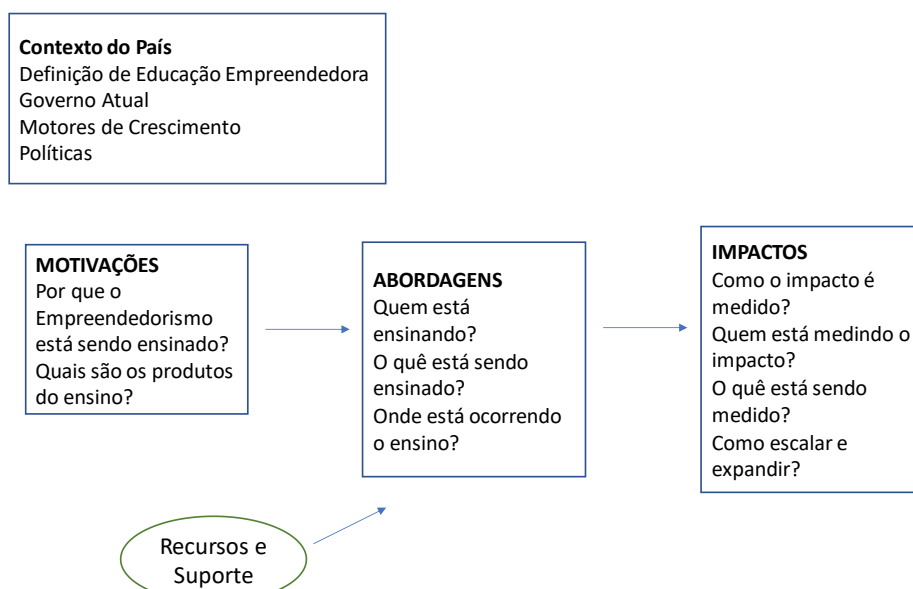 Contexto do País
Definição de Educação Empreendedora
Governo Atual
Motores de Crescimento
Políticas
MOTIVAÇÕES
Por que o
Empreendedorismo
está sendo ensinado?
Quais são os produtos
do ensino?
ABORDAGENS
Quem está
ensinando?
O quê está sendo
ensinado?
Onde está ocorrendo
o ensino?
IMPACTOS
Como o impacto é
medido?
Quem está medindo o
impacto?
O quê está sendo
medido?
Como escalar e
expandir?
Recursos e
Suporte